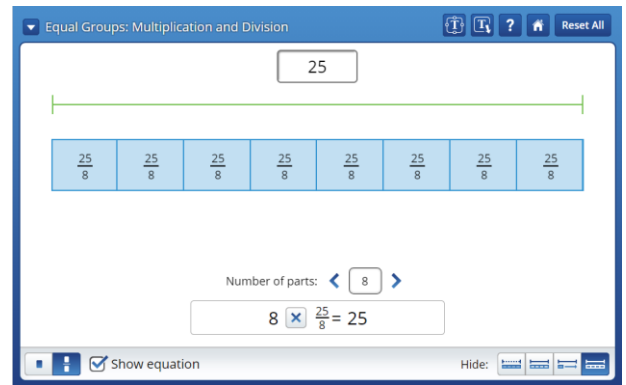 Equal Groups: Multiplication and Division T T ? Reset All
25
25/8 25/8 25/8 25/8 25/8 25/8 25/8 25/8
Number of parts: 8
8 × 25/8 = 25
Show equation Hide: